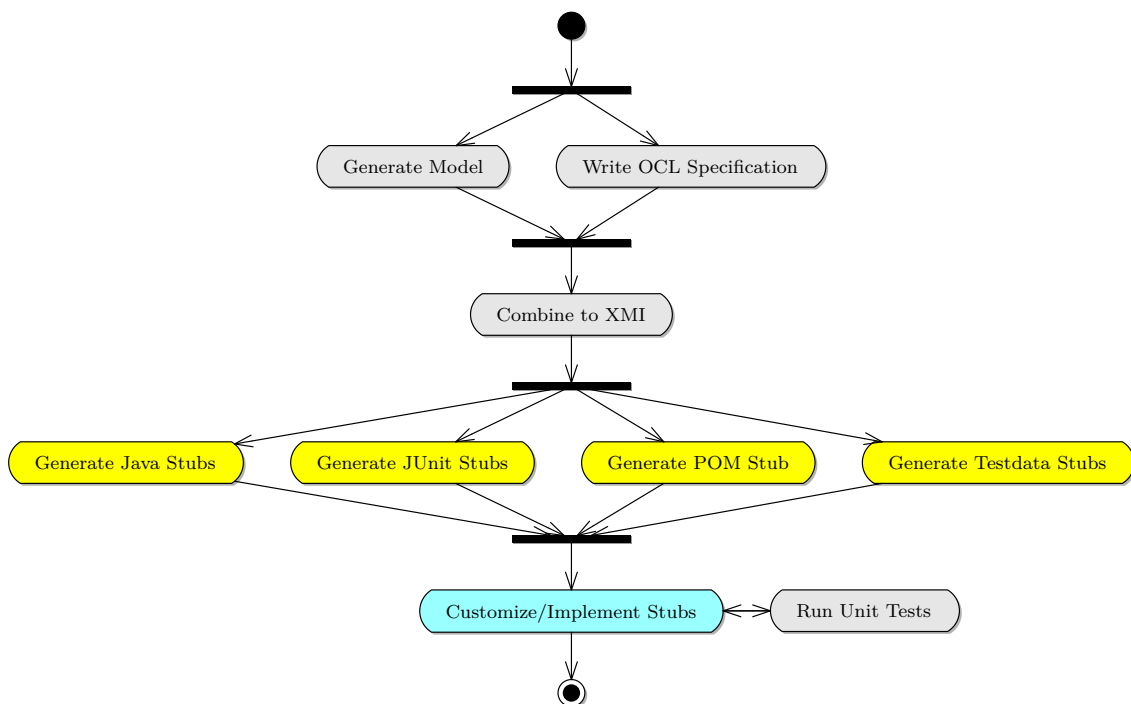 Generate Model
Write OCL Specification
Combine to XMI
Generate Java Stubs
Generate JUnit Stubs
Generate POM Stub
Generate Testdata Stubs
Customize/Implement Stubs
Run Unit Tests